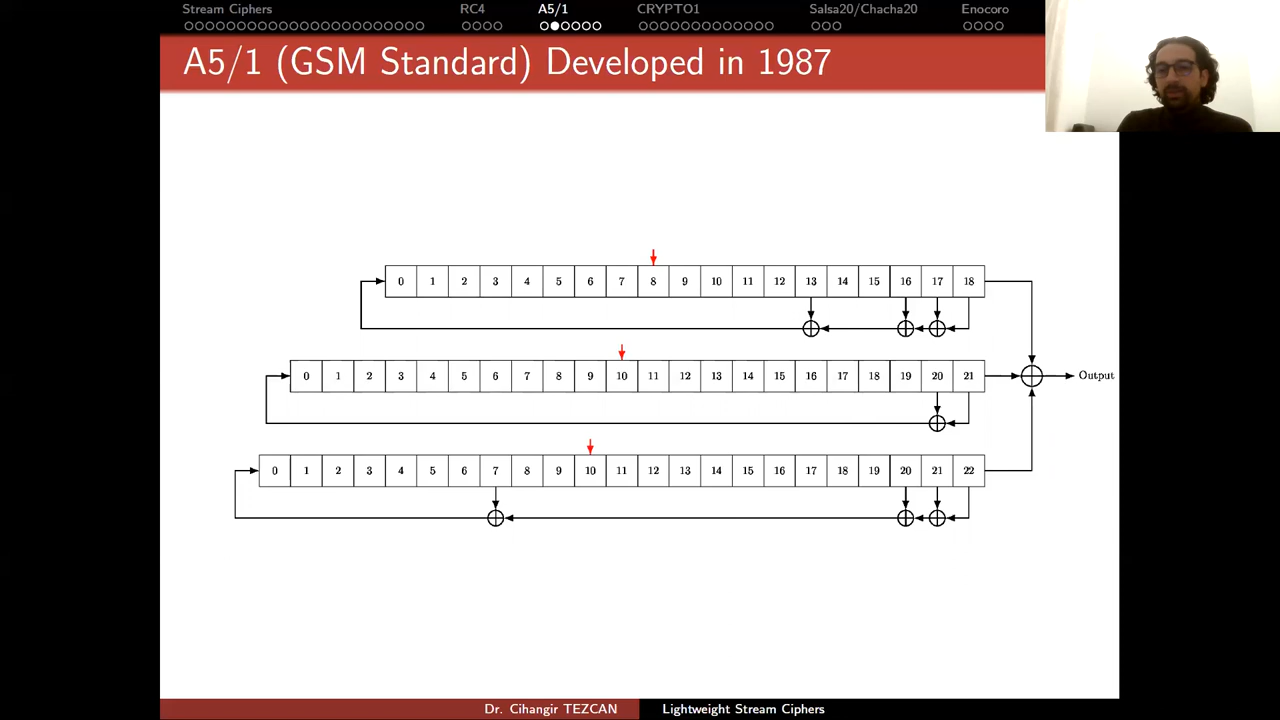 Stream Ciphers RC4 A5/1 CRYPTO1 Salsa20/Chacha20 Enocoro
A5/1 (GSM Standard) Developed in 1987
0 1 2 3 4 5 6 7 8 9 10 11 12 13 14 15 16 17 18
0 1 2 3 4 5 6 7 8 9 10 11 12 13 14 15 16 17 18 19 20 21 Output
0 1 2 3 4 5 6 7 8 9 10 11 12 13 14 15 16 17 18 19 20 21 22
Dr. Cihangir TEZCAN Lightweight Stream Ciphers